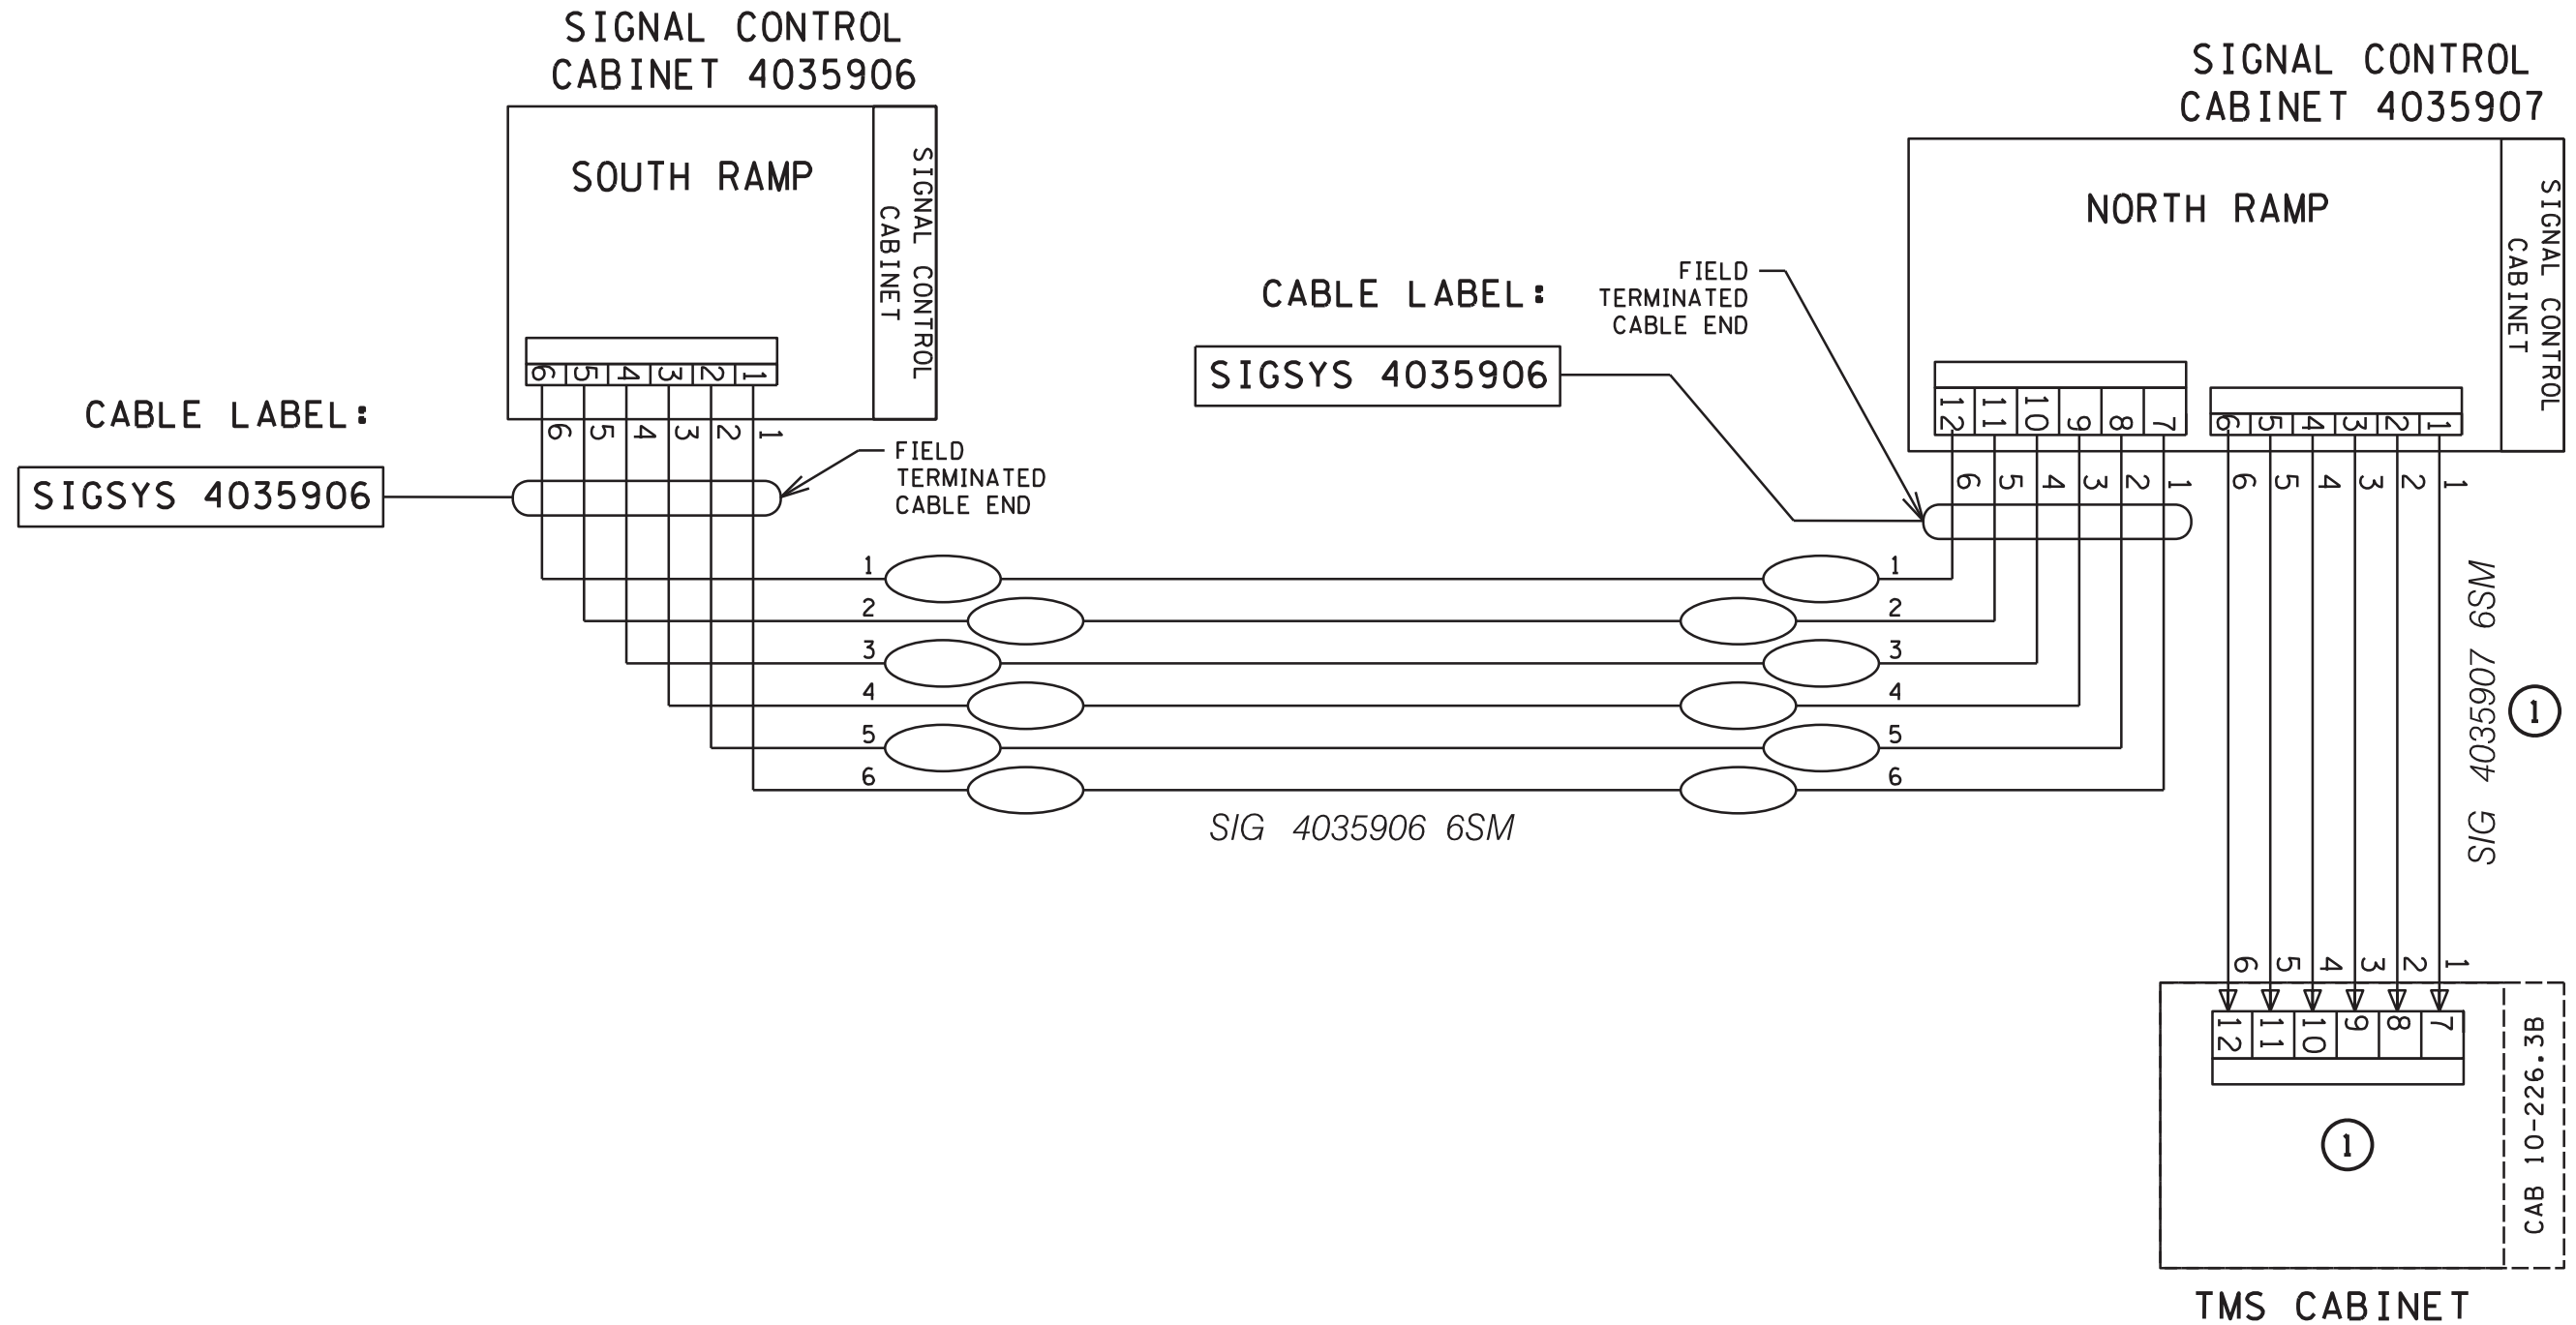 SIGNAL CONTROL
CABINET 4035906
SOUTH RAMP
SIGNAL CONTROL
CABINET
6 5 4 3 2 1
6 5 4 3 2 1
CABLE LABEL:
SIGSYS 4035906
FIELD
TERMINATED
CABLE END
SIGNAL CONTROL
CABINET 4035907
NORTH RAMP
SIGNAL CONTROL
CABINET
CABLE LABEL:
SIGSYS 4035906
FIELD
TERMINATED
CABLE END
12 11 10 9 8 7
6 5 4 3 2 1
6 5 4 3 2 1
6 5 4 3 2 1
1 1
2 2
3 3
4 4
5 5
6 6
SIG 4035906 6SM
SIG 4035907 6SM
1
6 5 4 3 2 1
12 11 10 9 8 7
1
CAB 10-226.3B
TMS CABINET